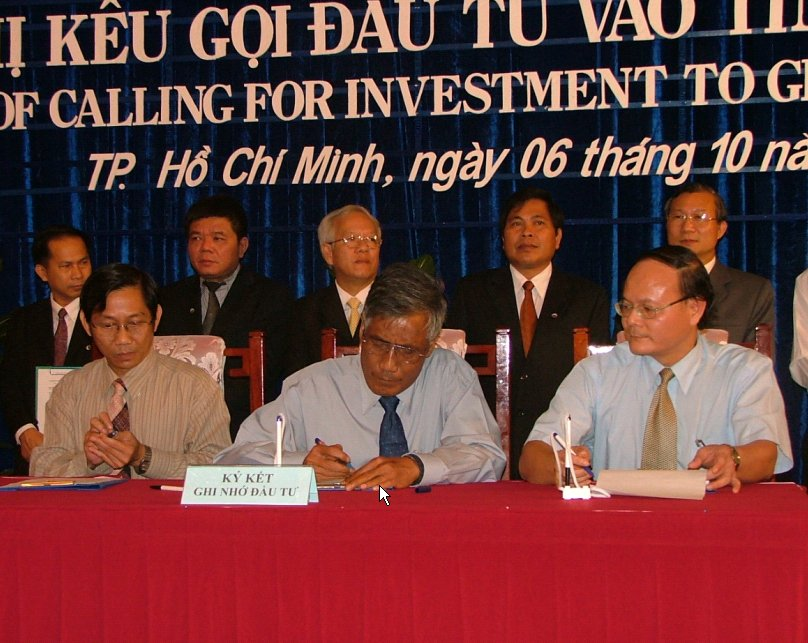 KÊU GỌI ĐẦU TƯ VÀO
OF CALLING FOR INVESTMENT TO
TP. Hồ Chí Minh, ngày 06 tháng 10
KÝ KẾT
GHI NHỚ ĐẦU TƯ